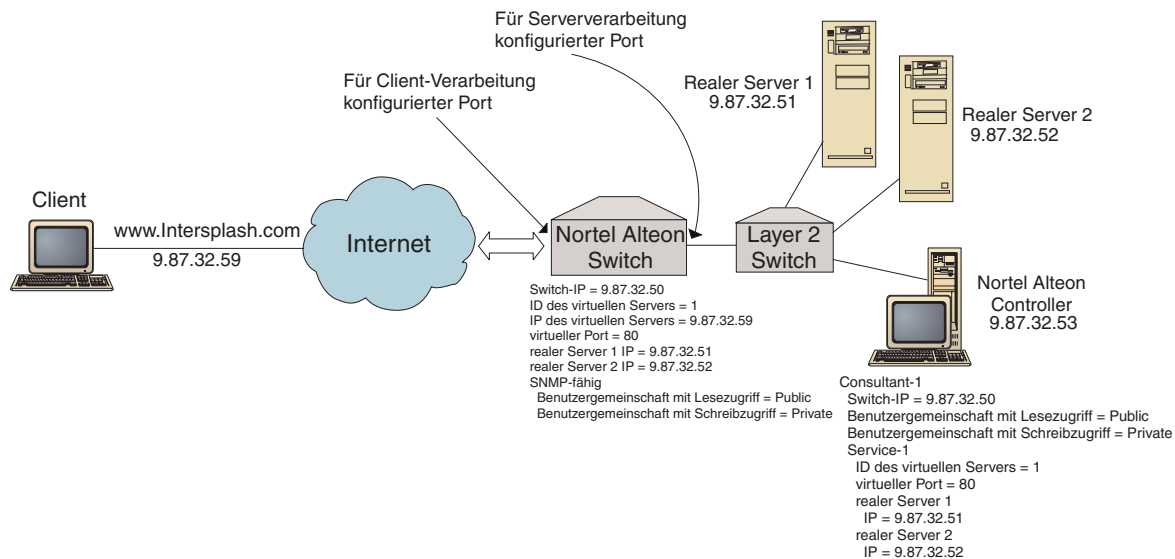 Für Serververarbeitung
konfigurierter Port
Für Client-Verarbeitung
konfigurierter Port
Realer Server 1
9.87.32.51
Realer Server 2
9.87.32.52
Client
www.Intersplash.com
9.87.32.59
Internet
Nortel Alteon
Switch
Layer 2
Switch
Nortel Alteon
Controller
9.87.32.53
Switch-IP = 9.87.32.50
ID des virtuellen Servers = 1
IP des virtuellen Servers = 9.87.32.59
virtueller Port = 80
realer Server 1 IP = 9.87.32.51
realer Server 2 IP = 9.87.32.52
SNMP-fähig
Benutzergemeinschaft mit Lesezugriff = Public
Benutzergemeinschaft mit Schreibzugriff = Private
Consultant-1
Switch-IP = 9.87.32.50
Benutzergemeinschaft mit Lesezugriff = Public
Benutzergemeinschaft mit Schreibzugriff = Private
Service-1
ID des virtuellen Servers = 1
virtueller Port = 80
realer Server 1
IP = 9.87.32.51
realer Server 2
IP = 9.87.32.52